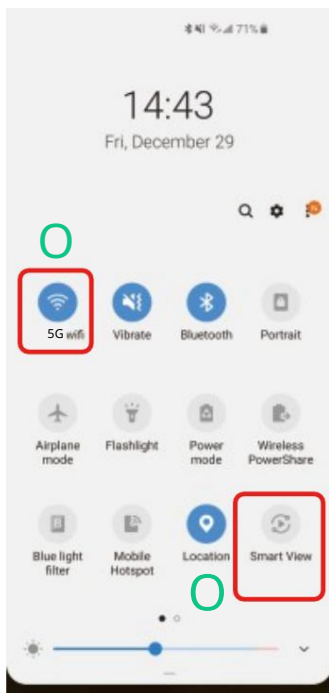 71%
14:43
Fri, December 29
O
5G wifi Vibrate Bluetooth Portrait
Airplane mode Flashlight Power mode Wireless PowerShare
Blue light filter Mobile Hotspot Location Smart View
O